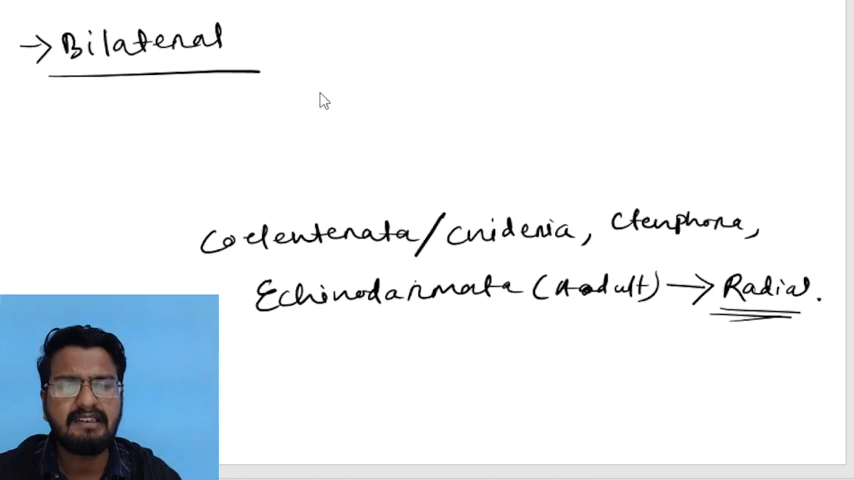 → Bilateral
Coelenterata/Cnideria, Ctenphora,
Echinodarmata (Adult) → Radial.